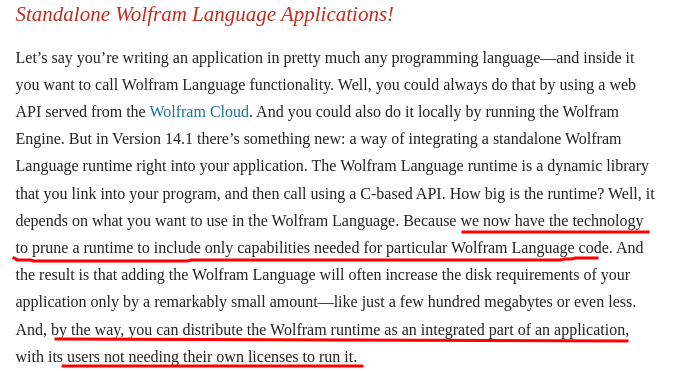 Standalone Wolfram Language Applications!
Let’s say you’re writing an application in pretty much any programming language—and inside it
you want to call Wolfram Language functionality. Well, you could always do that by using a web
API served from the Wolfram Cloud. And you could also do it locally by running the Wolfram
Engine. But in Version 14.1 there’s something new: a way of integrating a standalone Wolfram
Language runtime right into your application. The Wolfram Language runtime is a dynamic library
that you link into your program, and then call using a C-based API. How big is the runtime? Well, it
depends on what you want to use in the Wolfram Language. Because we now have the technology
to prune a runtime to include only capabilities needed for particular Wolfram Language code. And
the result is that adding the Wolfram Language will often increase the disk requirements of your
application only by a remarkably small amount—like just a few hundred megabytes or even less.
And, by the way, you can distribute the Wolfram runtime as an integrated part of an application,
with its users not needing their own licenses to run it.